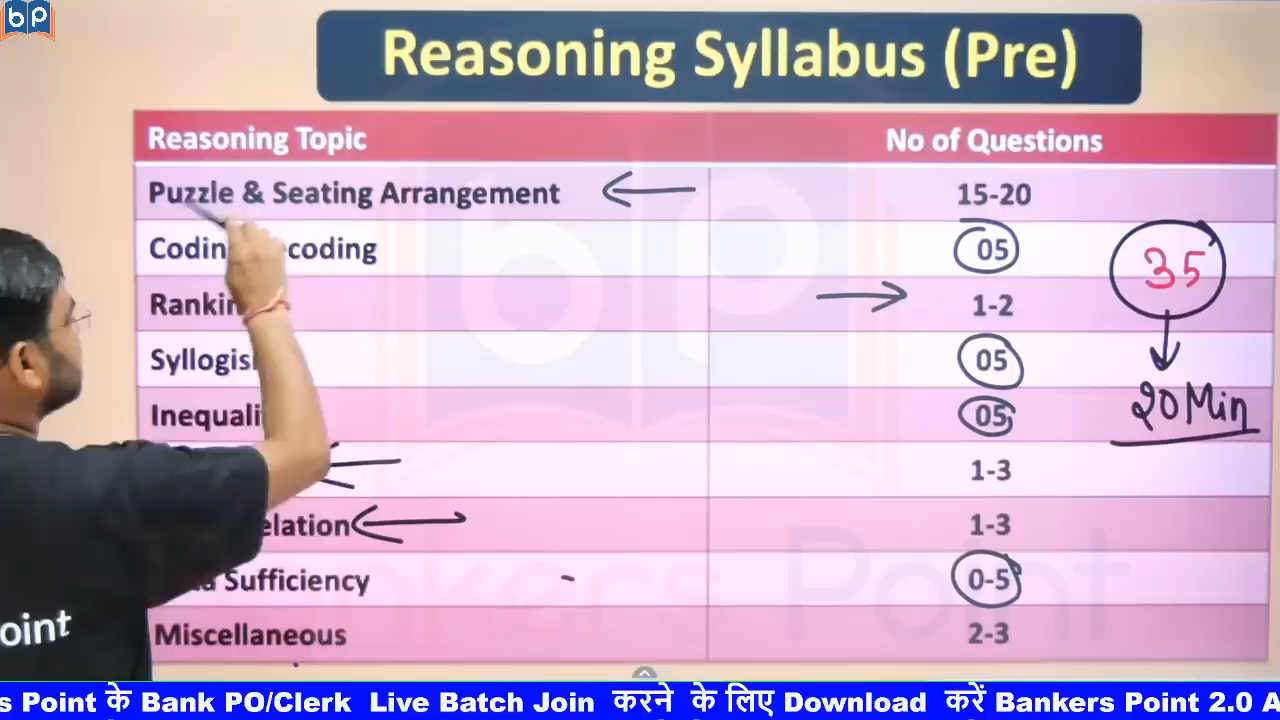 bp
Reasoning Syllabus (Pre)
Reasoning Topic No of Questions
Puzzle & Seating Arrangement 15-20
05
1-2
05
05
1-3
1-3
Sufficiency 0-5
Miscellaneous 2-3
35
20 Min
Point के Bank PO/Clerk Live Batch Join करने के लिए Download करें Bankers Point 2.0